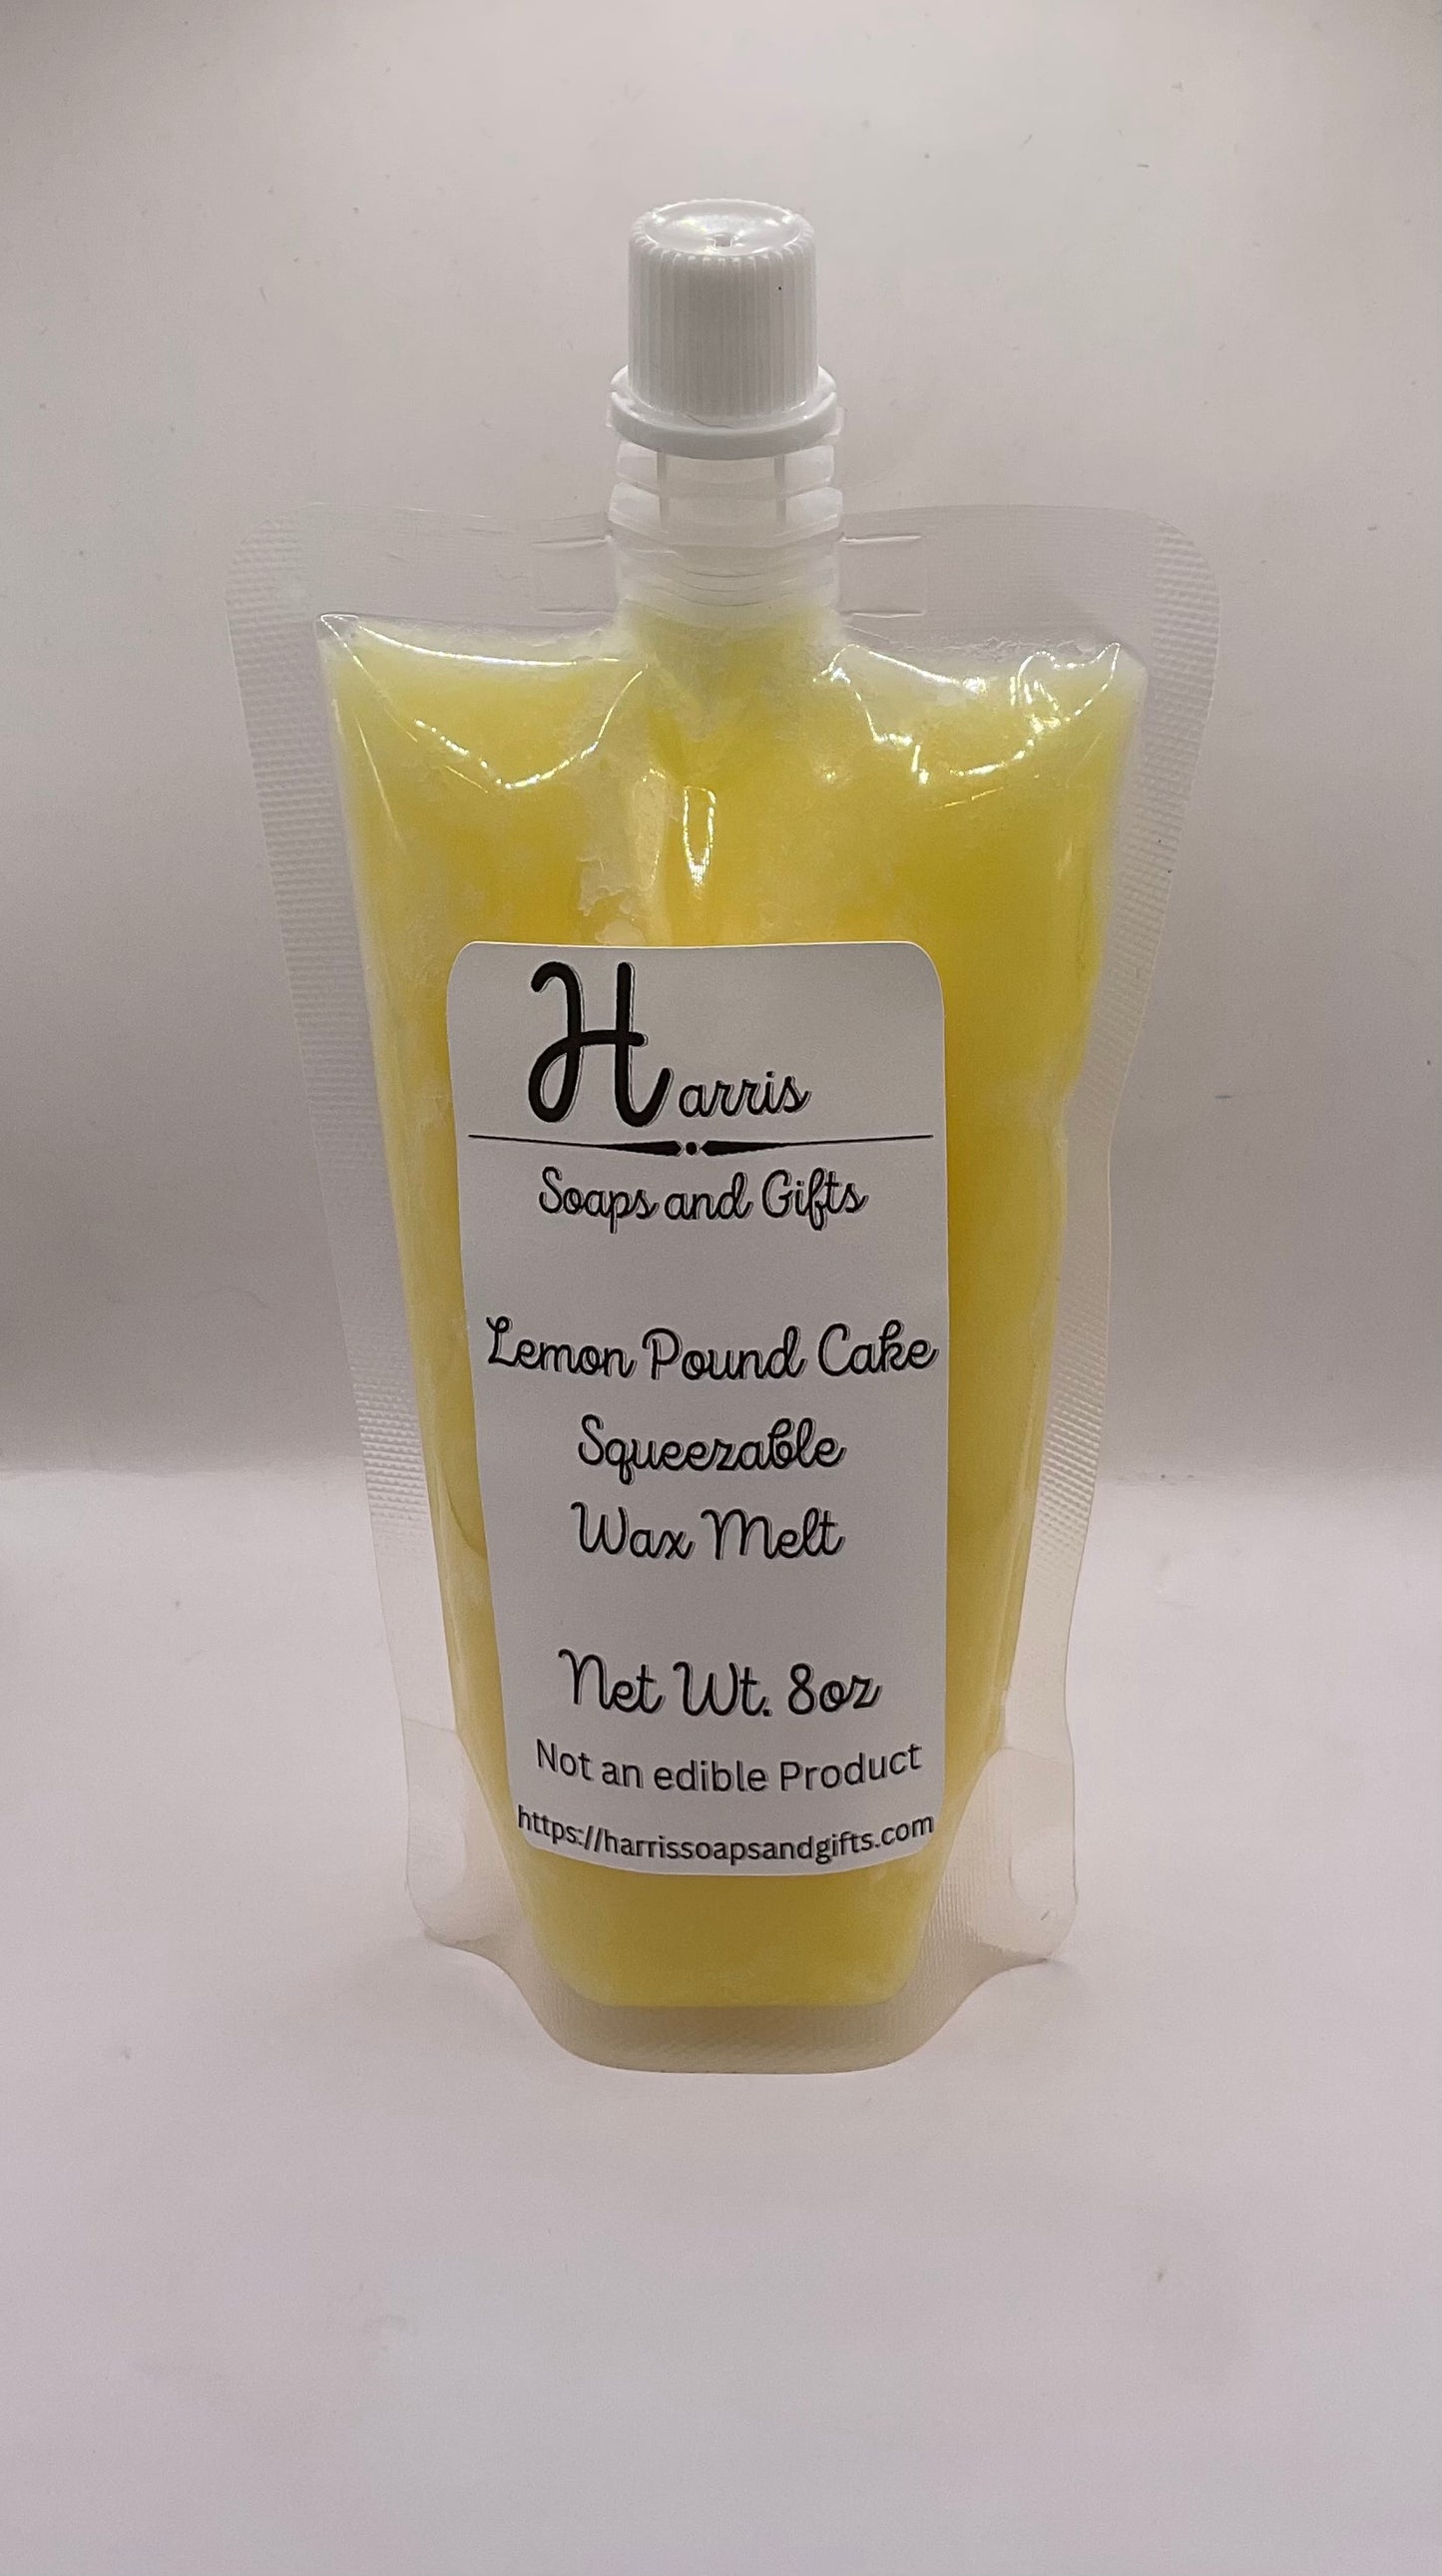 Harris
Soaps and Gifts
Lemon Pound Cake
Squeezable
Wax Melt
Net Wt. 8oz
Not an edible Product
https://harrissoapsandgifts.com